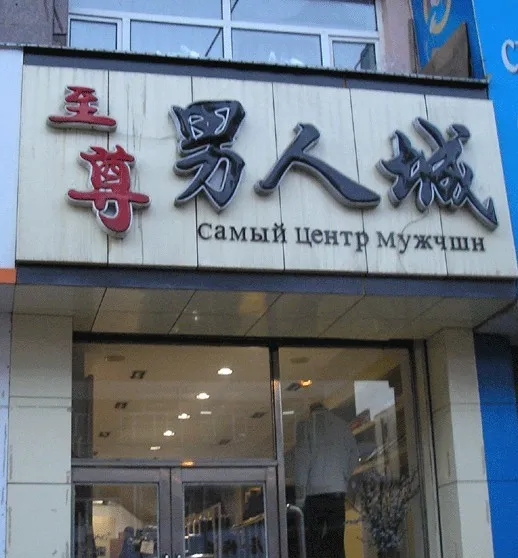 至尊
男人城
самый центр мужчшн